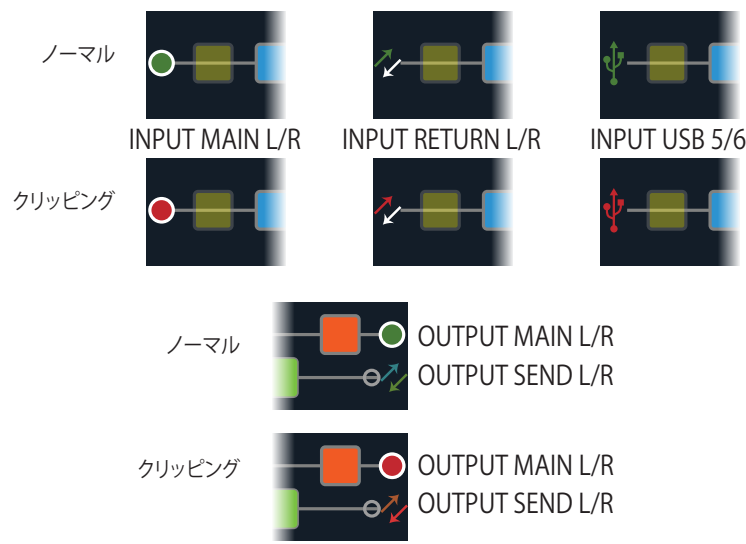 ノーマル
INPUT MAIN L/R
INPUT RETURN L/R
INPUT USB 5/6
クリッピング
ノーマル
OUTPUT MAIN L/R
OUTPUT SEND L/R
クリッピング
OUTPUT MAIN L/R
OUTPUT SEND L/R